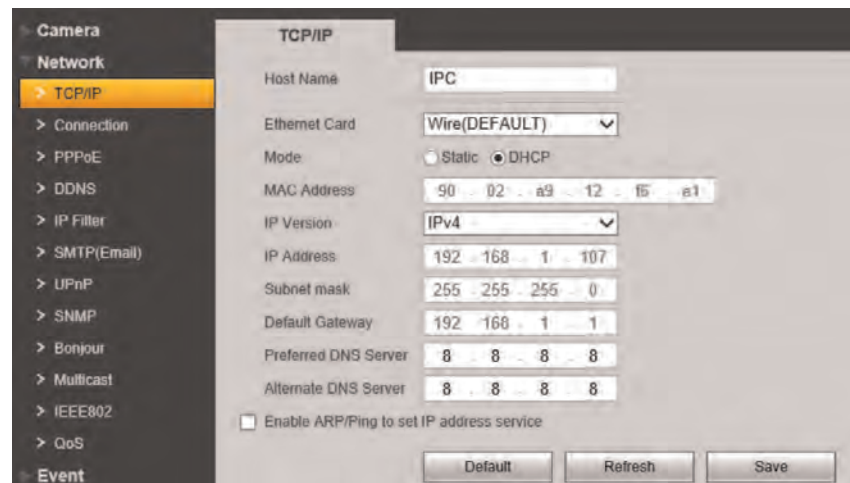 Camera
Network
> TCP/IP
> Connection
> PPPoE
> DDNS
> IP Filter
> SMTP(Email)
> UPnP
> SNMP
> Bonjour
> Multicast
> IEEE802
> QoS
Event
TCP/IP
Host Name IPC
Ethernet Card Wire(DEFAULT)
Mode Static DHCP
MAC Address 90 . 02 . a9 . 12 . f6 . a1
IP Version IPv4
IP Address 192 . 168 . 1 . 107
Subnet mask 255 . 255 . 255 . 0
Default Gateway 192 . 168 . 1 . 1
Preferred DNS Server 8 . 8 . 8 . 8
Alternate DNS Server 8 . 8 . 8 . 8
Enable ARP/Ping to set IP address service
Default Refresh Save